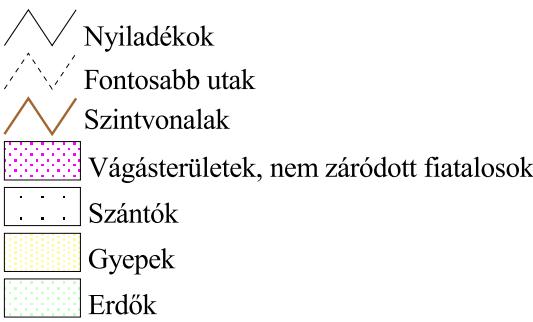 Nyiladékok
Fontosabb utak
Szintvonalak
Vágásterületek, nem záródott fiatalosok
Szántók
Gyepek
Erdők